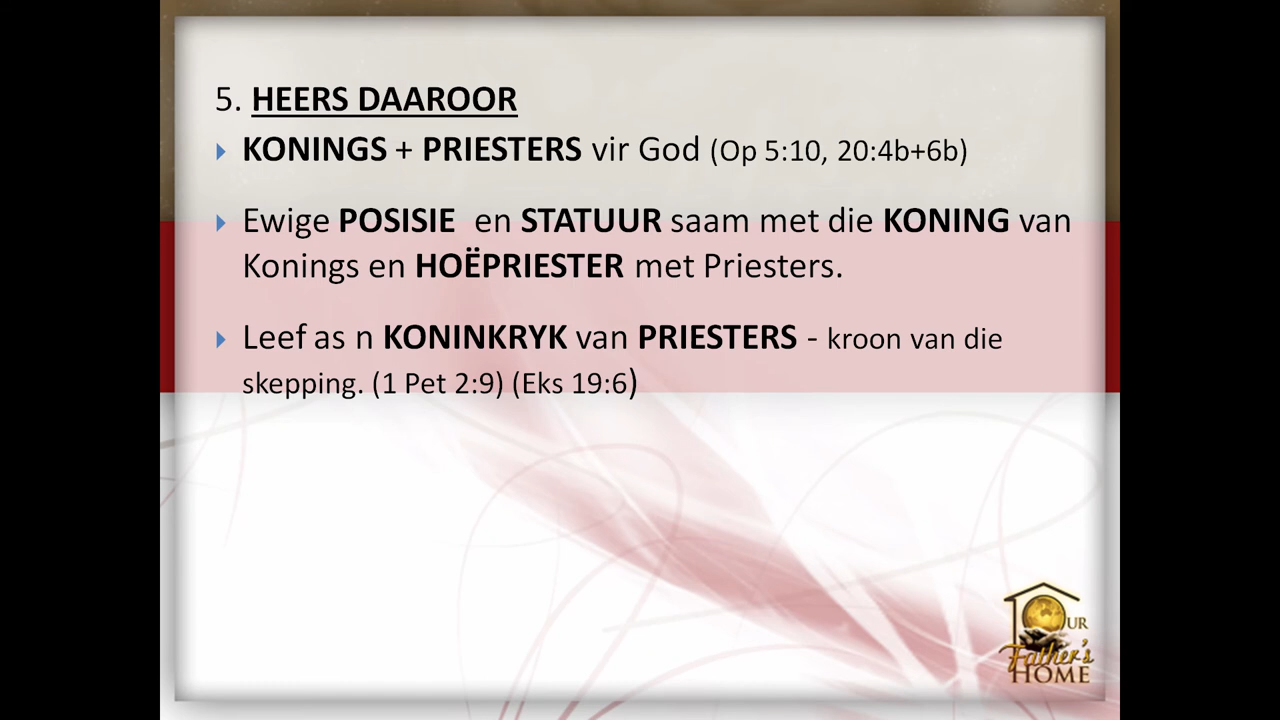 5. HEERS DAAROOR
KONINGS + PRIESTERS vir God (Op 5:10, 20:4b+6b)
Ewige POSISIE en STATUUR saam met die KONING van
Konings en HOËPRIESTER met Priesters.
Leef as n KONINKRYK van PRIESTERS - kroon van die
skepping. (1 Pet 2:9) (Eks 19:6)
OUR
Father's
HOME